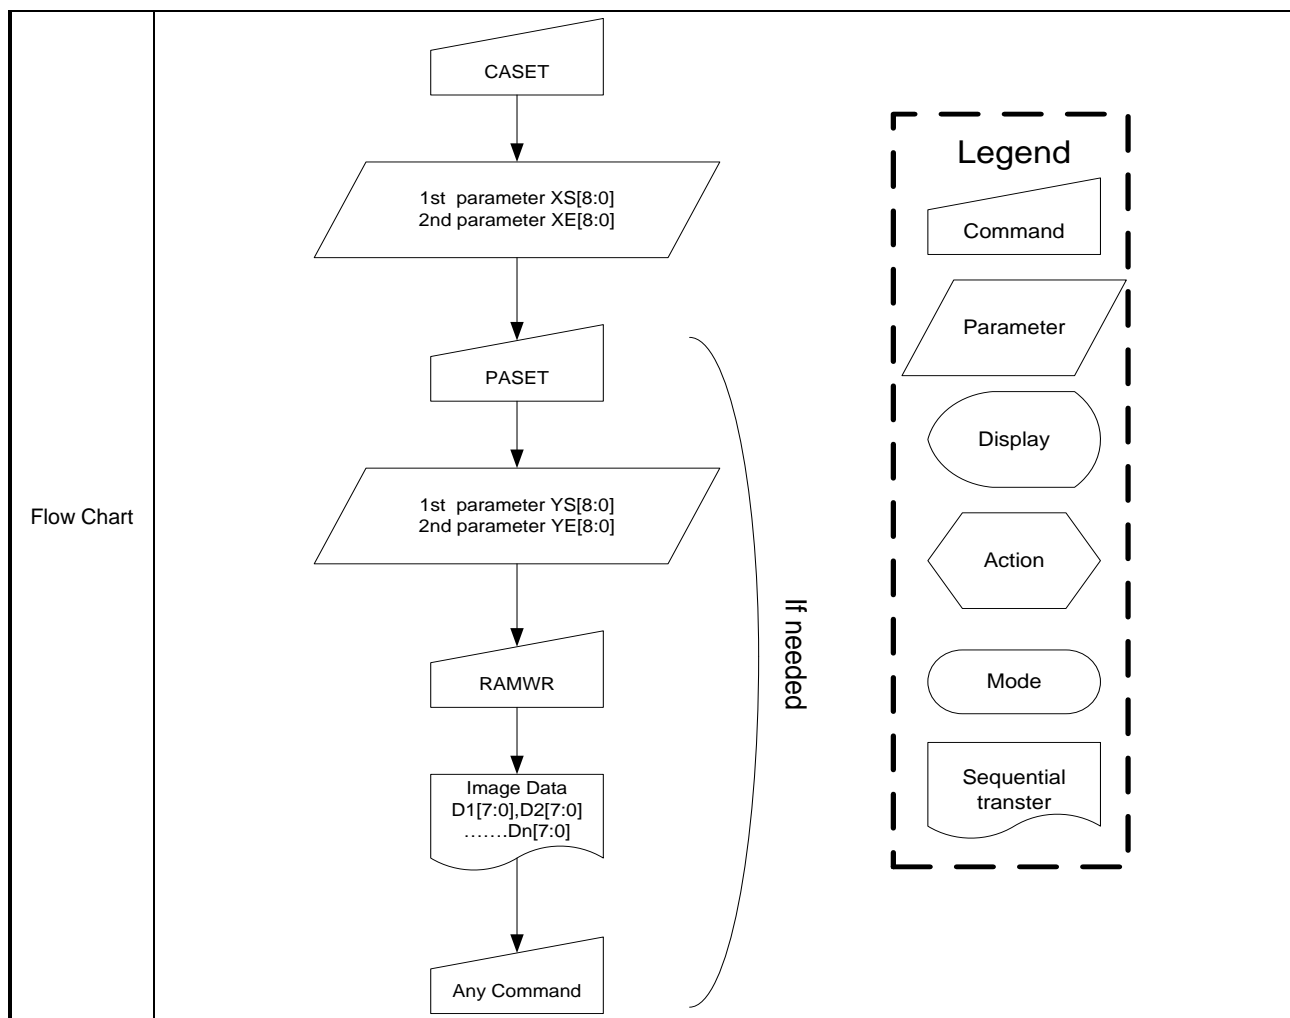 Flow Chart
CASET
1st parameter XS[8:0]
2nd parameter XE[8:0]
PASET
1st parameter YS[8:0]
2nd parameter YE[8:0]
RAMWR
Image Data
D1[7:0],D2[7:0]
.......Dn[7:0]
Any Command
If needed
Legend
Command
Parameter
Display
Action
Mode
Sequential
transter